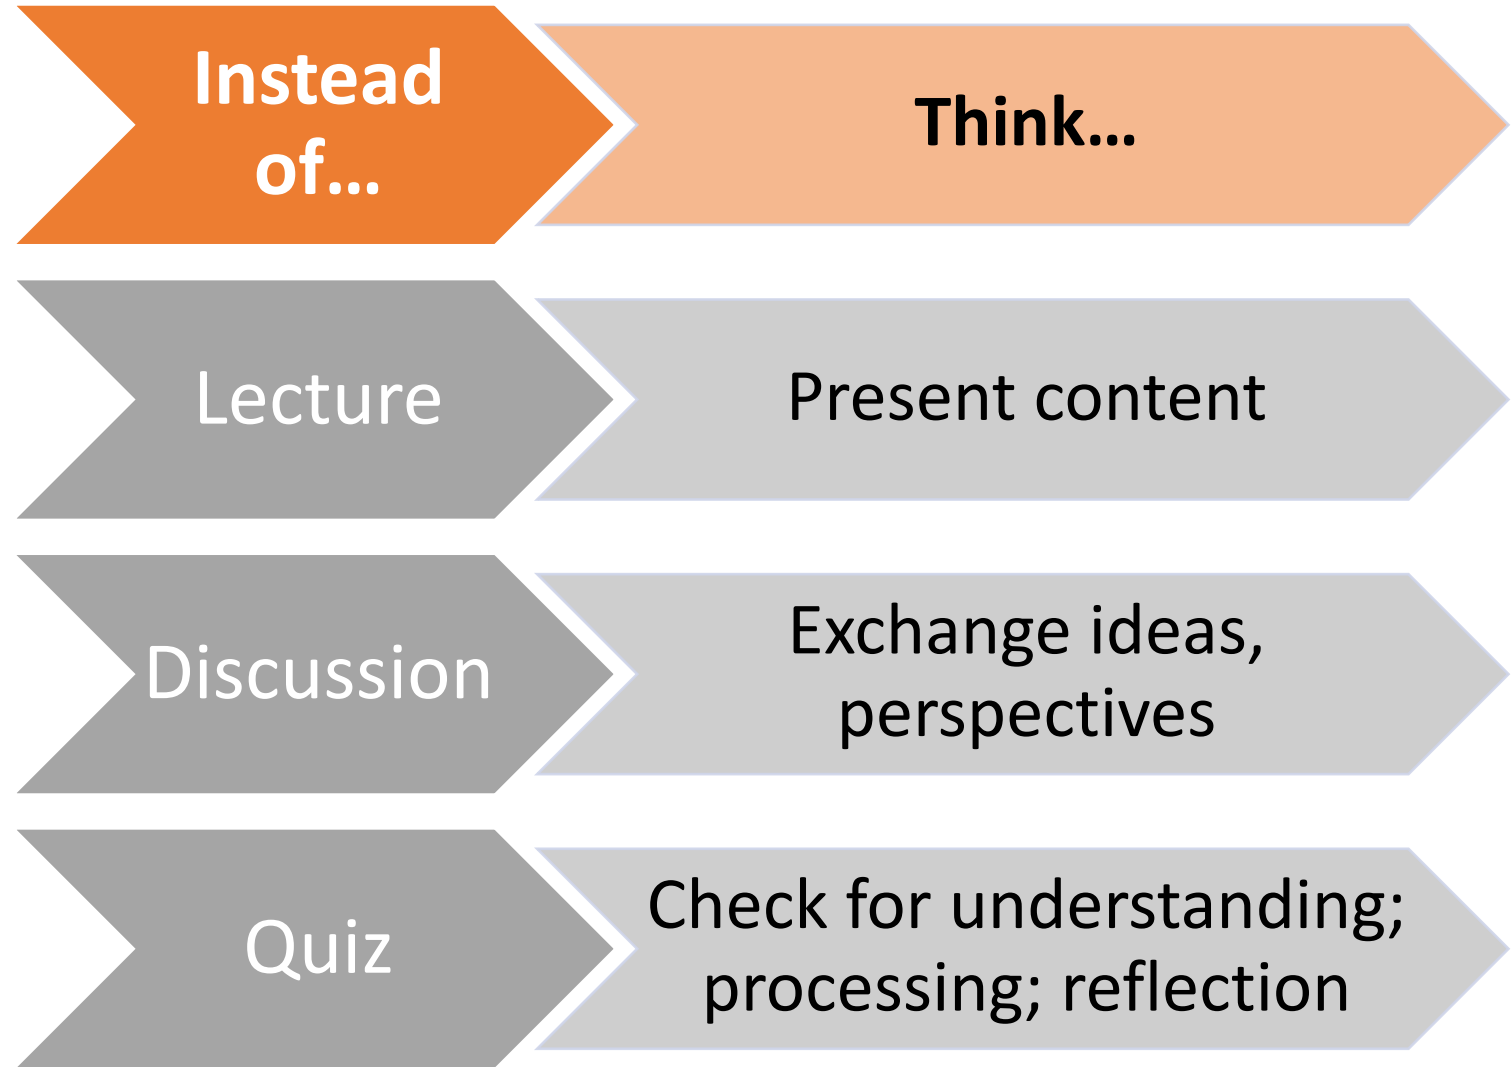 Instead
of...
Think...
Lecture
Present content
Discussion
Exchange ideas,
perspectives
Quiz
Check for understanding;
processing; reflection